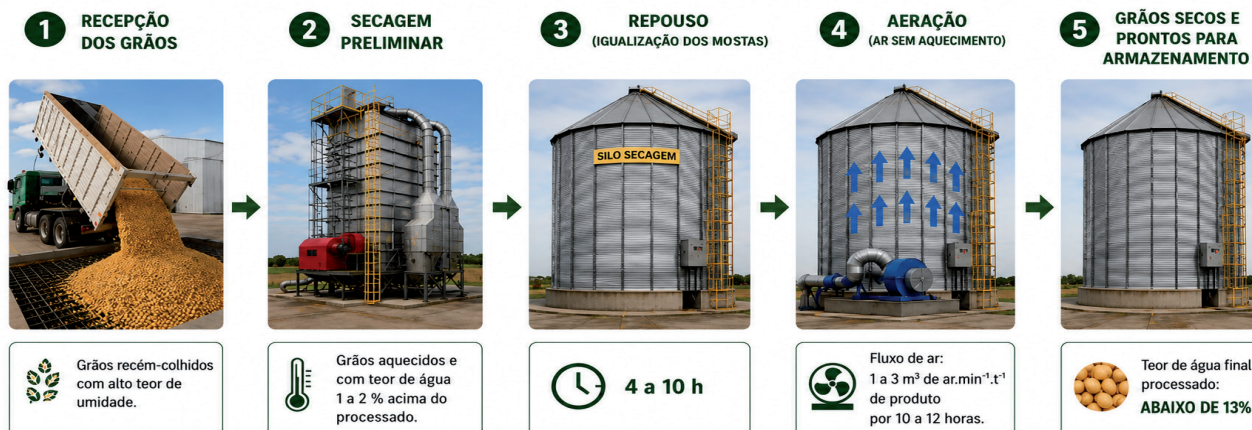 1 RECEPÇÃO
DOS GRÃOS
2 SECAGEM
PRELIMINAR
3 REPOUSO
(IGUALIZAÇÃO DOS MOSTAS)
4 AERAÇÃO
(AR SEM AQUECIMENTO)
5 GRÃOS SECOS E
PRONTOS PARA
ARMAZENAMENTO
SILO SECAGEM
Grãos recém-colhidos
com alto teor de
umidade.
Grãos aquecidos e
com teor de água
1 a 2 % acima do
processado.
4 a 10 h
Fluxo de ar:
1 a 3 m³ de ar.min⁻¹.t⁻¹
de produto
por 10 a 12 horas.
Teor de água final
processado:
ABAIXO DE 13%